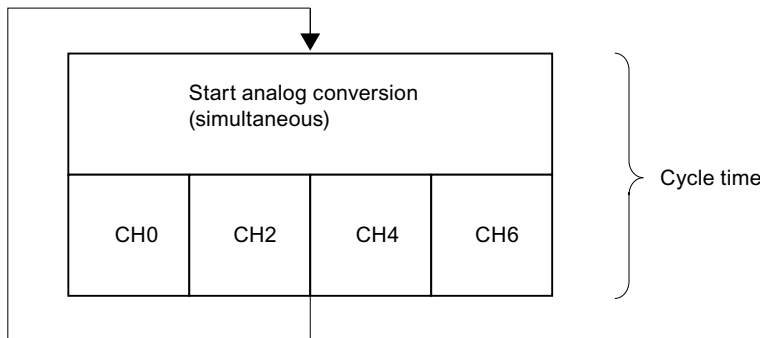 Start analog conversion
(simultaneous)
Cycle time
CH0 CH2 CH4 CH6